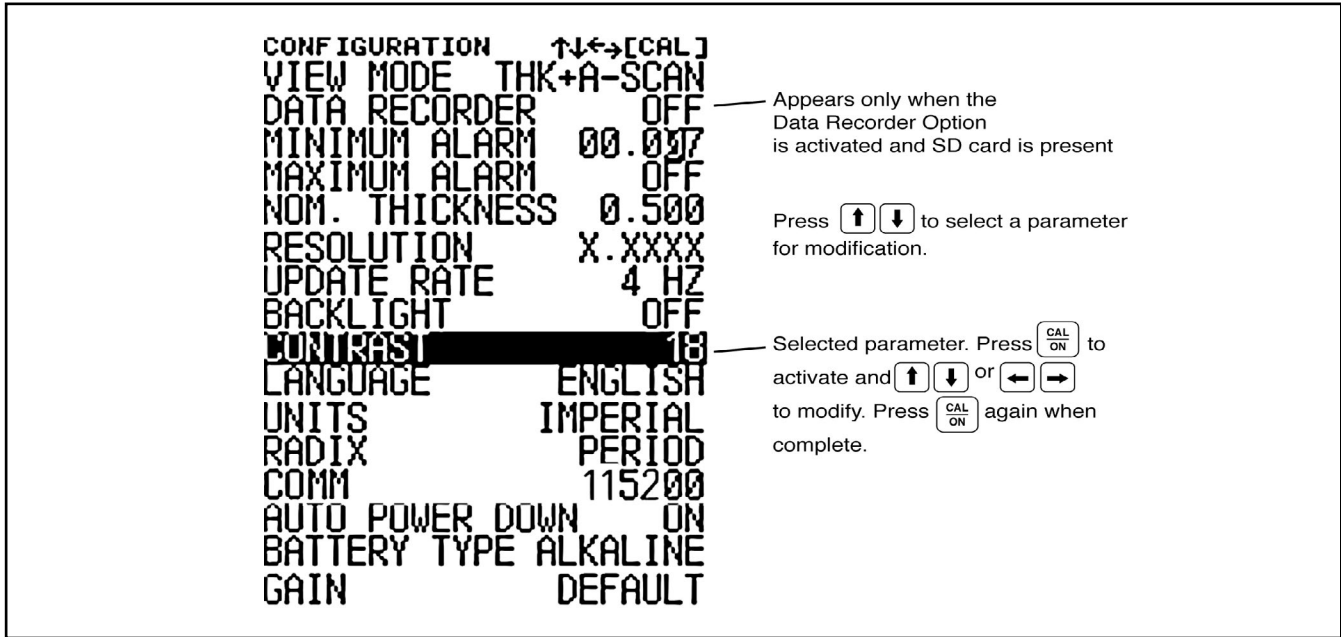 CONFIGURATION ↑↓←→[CAL]
VIEW MODE THK+A-SCAN
DATA RECORDER OFF
MINIMUM ALARM
MAXIMUM ALARM OFF
NOM. THICKNESS 0.500
RESOLUTION X.XXXX
UPDATE RATE 4 HZ
BACKLIGHT OFF
CONTRAST 18
LANGUAGE ENGLISH
UNITS IMPERIAL
RADIX PERIOD
COMM 115200
AUTO POWER DOWN ON
BATTERY TYPE ALKALINE
GAIN DEFAULT
Appears only when the
Data Recorder Option
is activated and SD card is present
Press ↑ ↓ to select a parameter
for modification.
Selected parameter. Press CAL ON to
activate and ↑ ↓ or ← →
to modify. Press CAL ON again when
complete.